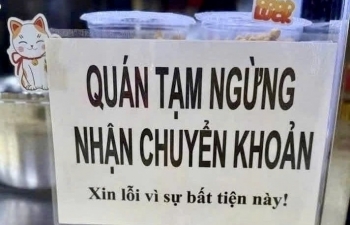 QUÁN TẠM NGỪNG
NHẬN CHUYỂN KHOẢN
Xin lỗi vì sự bất tiện này!